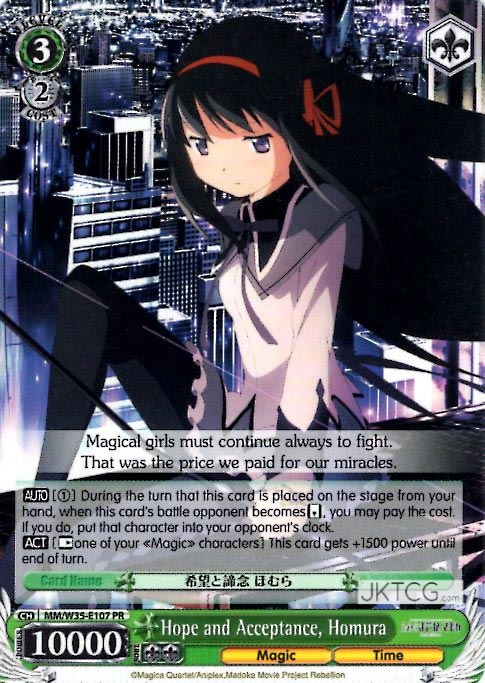 LEVEL
3
2
COST
Magical girls must continue always to fight.
That was the price we paid for our miracles.
AUTO [①] During the turn that this card is placed on the stage from your
hand, when this card's battle opponent becomes, you may pay the cost.
If you do, put that character into your opponent's clock.
ACT [one of your «Magic» characters] This card gets +1500 power until
end of turn.
Card Name
希望と諦念 ほむら
JKTCG.com
CH MM/W35-E107 PR
Hope and Acceptance, Homura
POWER
10000
SOUL
Magic
Time
©Magica Quartet/Aniplex,Madoka Movie Project Rebellion